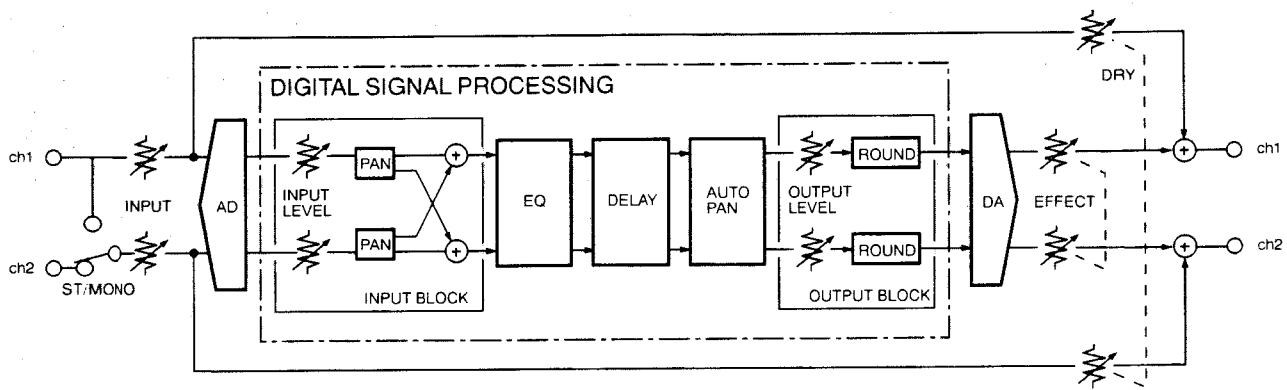 DRY
DIGITAL SIGNAL PROCESSING
ch1
INPUT
AD
INPUT
LEVEL
PAN
+
EQ
DELAY
AUTO
PAN
OUTPUT
LEVEL
ROUND
DA
EFFECT
+
ch1
ch2
ST/MONO
PAN
+
INPUT BLOCK
ROUND
OUTPUT BLOCK
+
ch2